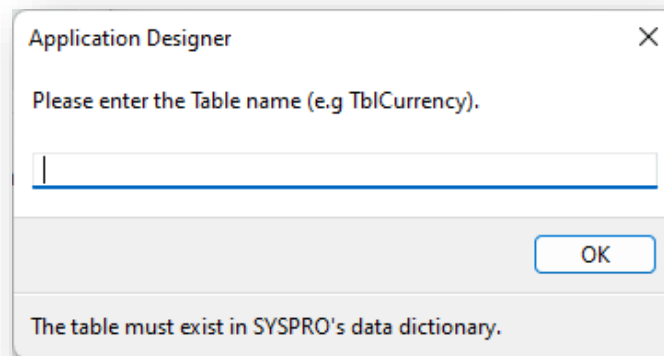 Application Designer
Please enter the Table name (e.g TblCurrency).
OK
The table must exist in SYSPRO's data dictionary.